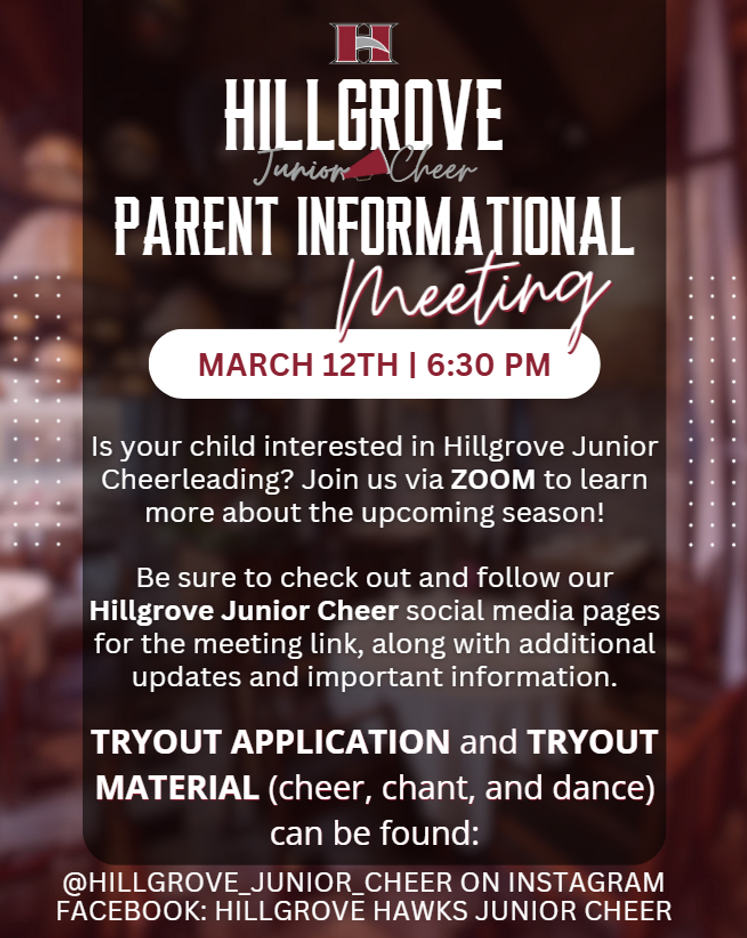 H
HILLGROVE
Junior Cheer
PARENT INFORMATIONAL
Meeting
MARCH 12TH | 6:30 PM
Is your child interested in Hillgrove Junior
Cheerleading? Join us via ZOOM to learn
more about the upcoming season!
Be sure to check out and follow our
Hillgrove Junior Cheer social media pages
for the meeting link, along with additional
updates and important information.
TRYOUT APPLICATION and TRYOUT
MATERIAL (cheer, chant, and dance)
can be found:
@HILLGROVE_JUNIOR_CHEER ON INSTAGRAM
FACEBOOK: HILLGROVE HAWKS JUNIOR CHEER